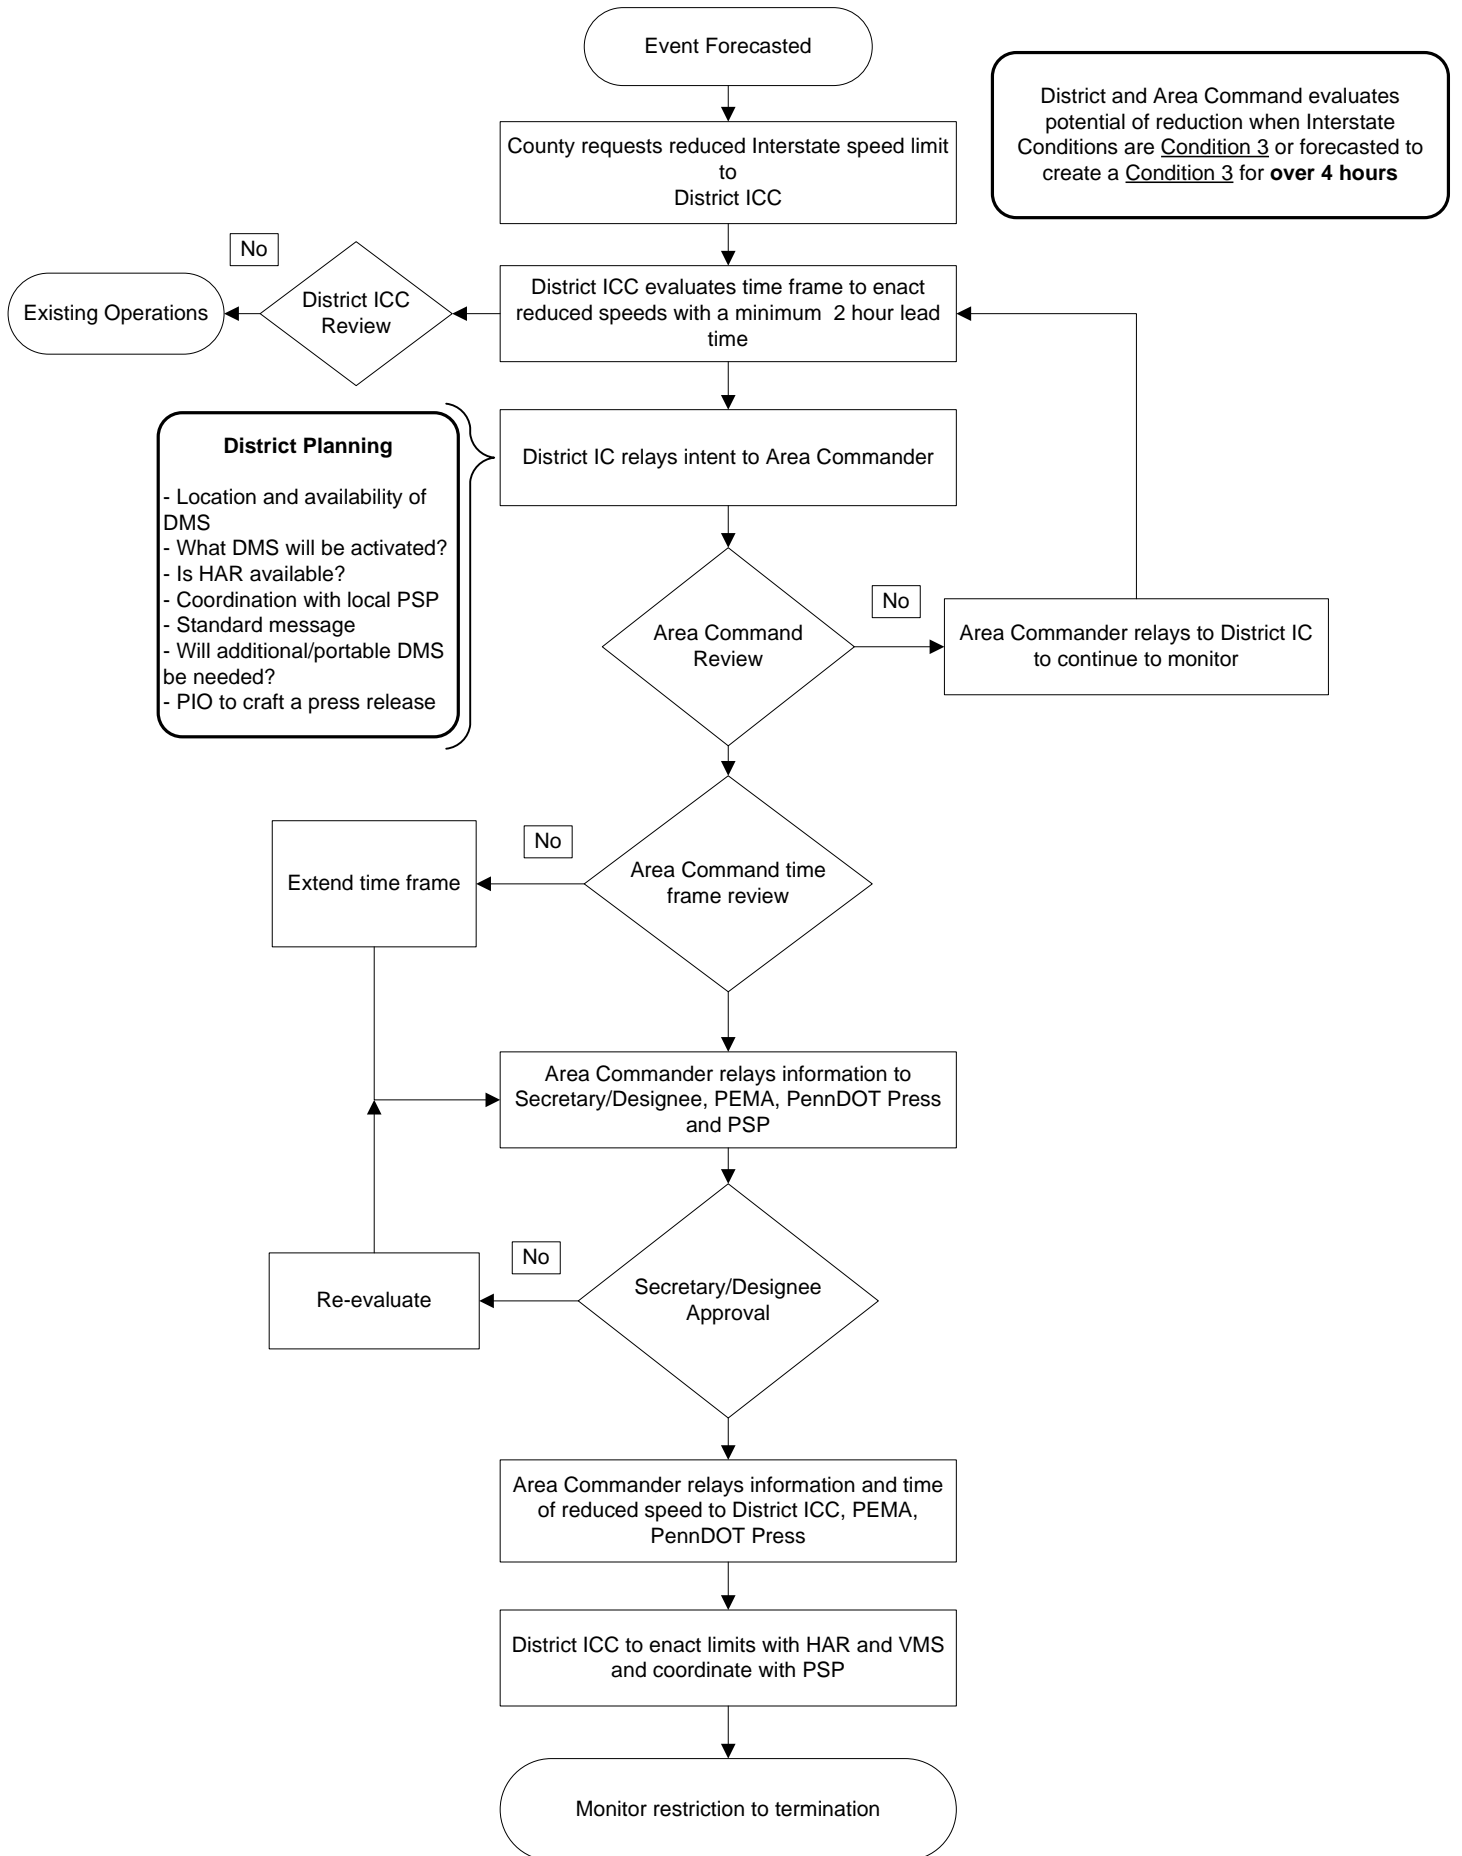 Event Forecasted
District and Area Command evaluates
potential of reduction when Interstate
Conditions are Condition 3 or forecasted to
create a Condition 3 for over 4 hours
County requests reduced Interstate speed limit
to
District ICC
No
Existing Operations
District ICC
Review
District ICC evaluates time frame to enact
reduced speeds with a minimum 2 hour lead
time
District Planning
- Location and availability of
DMS
- What DMS will be activated?
- Is HAR available?
- Coordination with local PSP
- Standard message
- Will additional/portable DMS
be needed?
- PIO to craft a press release
District IC relays intent to Area Commander
Area Command
Review
No
Area Commander relays to District IC
to continue to monitor
Extend time frame
No
Area Command time
frame review
Area Commander relays information to
Secretary/Designee, PEMA, PennDOT Press
and PSP
Re-evaluate
No
Secretary/Designee
Approval
Area Commander relays information and time
of reduced speed to District ICC, PEMA,
PennDOT Press
District ICC to enact limits with HAR and VMS
and coordinate with PSP
Monitor restriction to termination